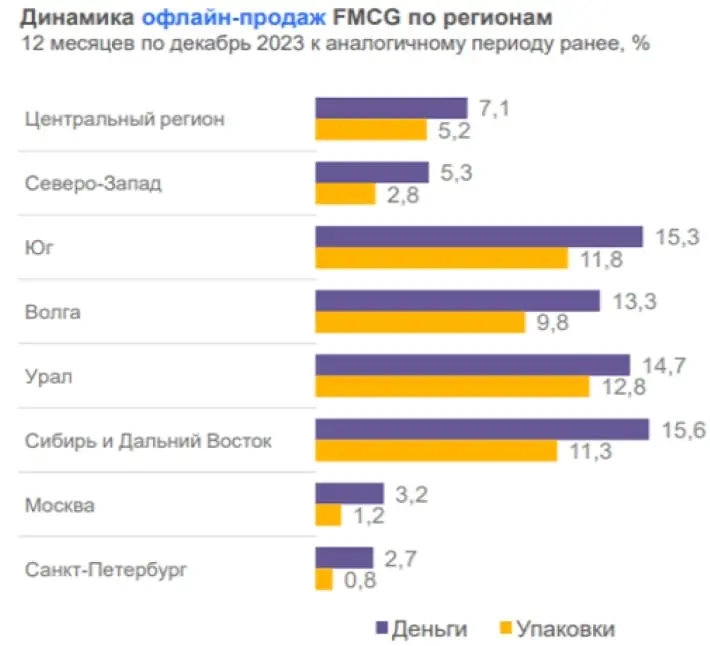 Динамика офлайн-продаж FMCG по регионам
12 месяцев по декабрь 2023 к аналогичному периоду ранее, %
Центральный регион
7,1
5,2
Северо-Запад
5,3
2,8
Юг
15,3
11,8
Волга
13,3
9,8
Урал
14,7
12,8
Сибирь и Дальний Восток
15,6
11,3
Москва
3,2
1,2
Санкт-Петербург
2,7
0,8
Деньги Упаковки